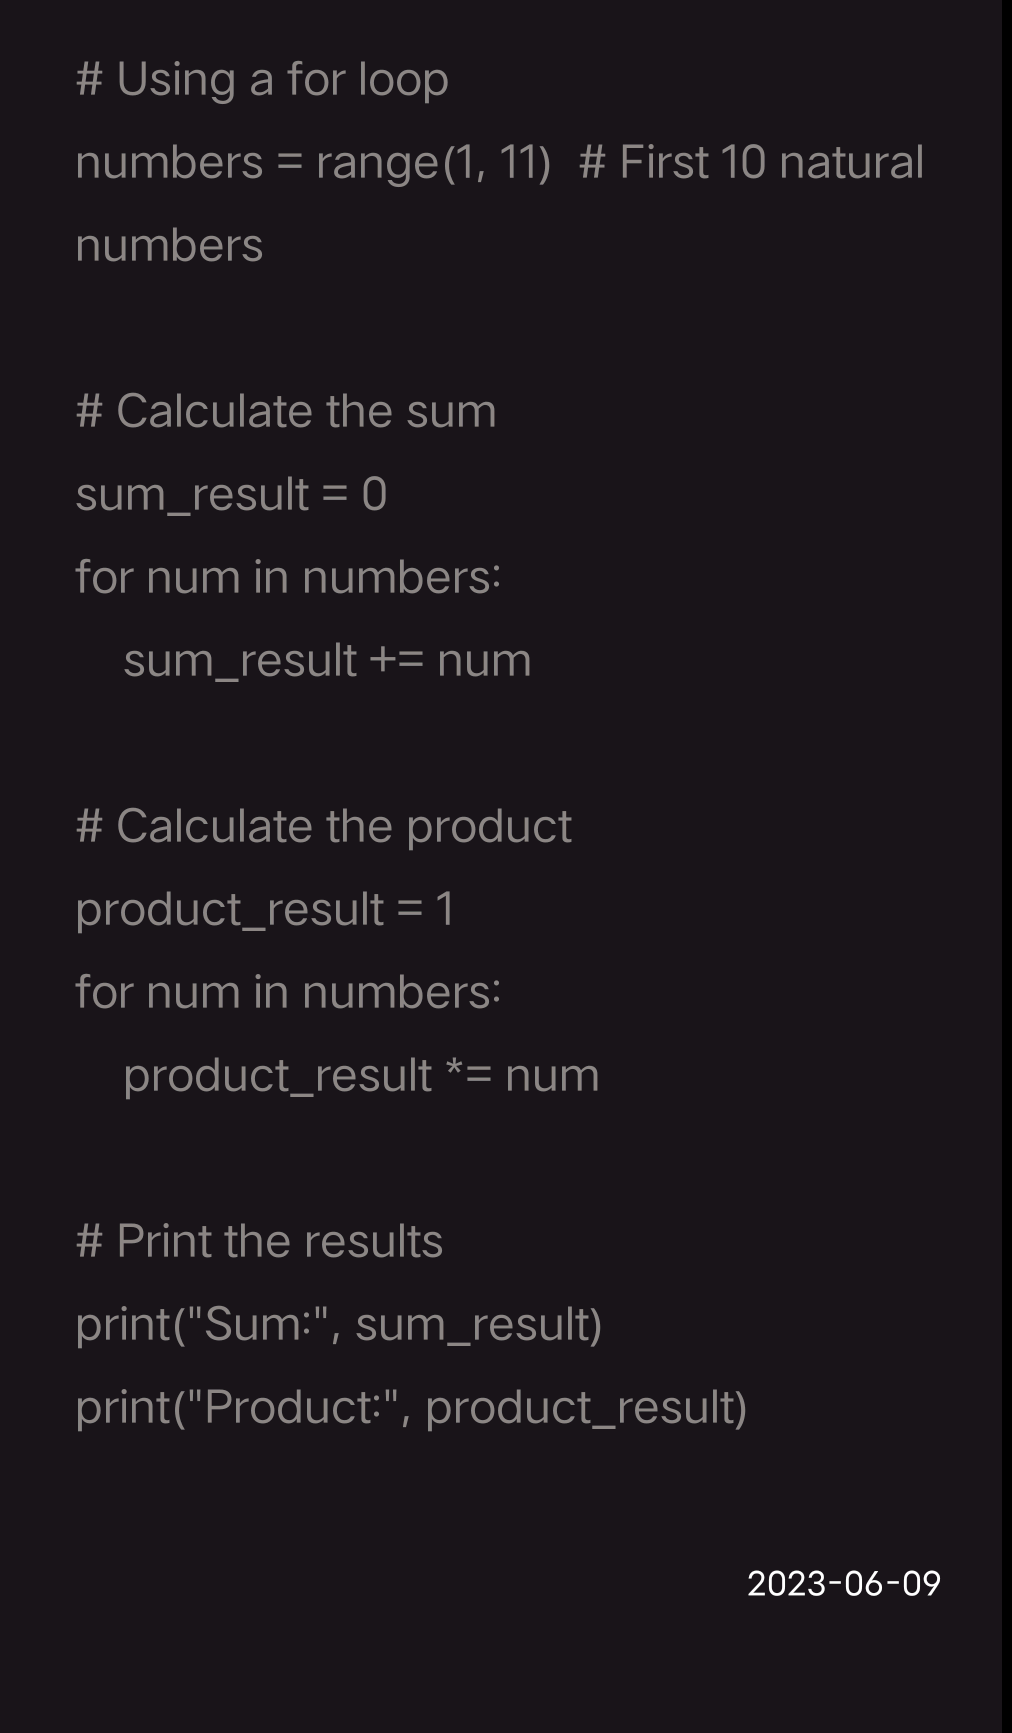 # Using a for loop
numbers = range(1, 11)  # First 10 natural
numbers
# Calculate the sum
sum_result = 0
for num in numbers:
    sum_result += num
# Calculate the product
product_result = 1
for num in numbers:
    product_result *= num
# Print the results
print("Sum:", sum_result)
print("Product:", product_result)
2023-06-09